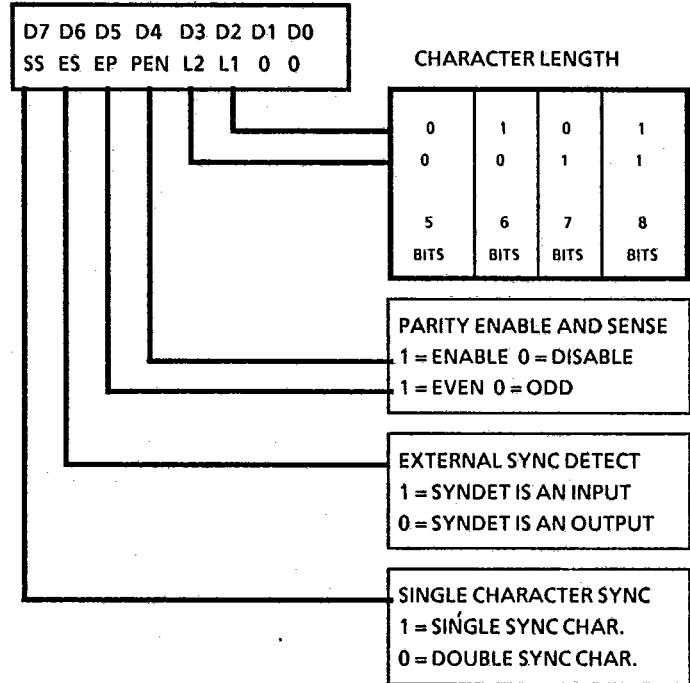 D7 D6 D5 D4 D3 D2 D1 D0
SS ES EP PEN L2 L1 0 0
CHARACTER LENGTH
0 1 0 1
0 0 1 1
5 6 7 8
BITS BITS BITS BITS
PARITY ENABLE AND SENSE
1 = ENABLE 0 = DISABLE
1 = EVEN 0 = ODD
EXTERNAL SYNC DETECT
1 = SYNDET IS AN INPUT
0 = SYNDET IS AN OUTPUT
SINGLE CHARACTER SYNC
1 = SINGLE SYNC CHAR.
0 = DOUBLE SYNC CHAR.